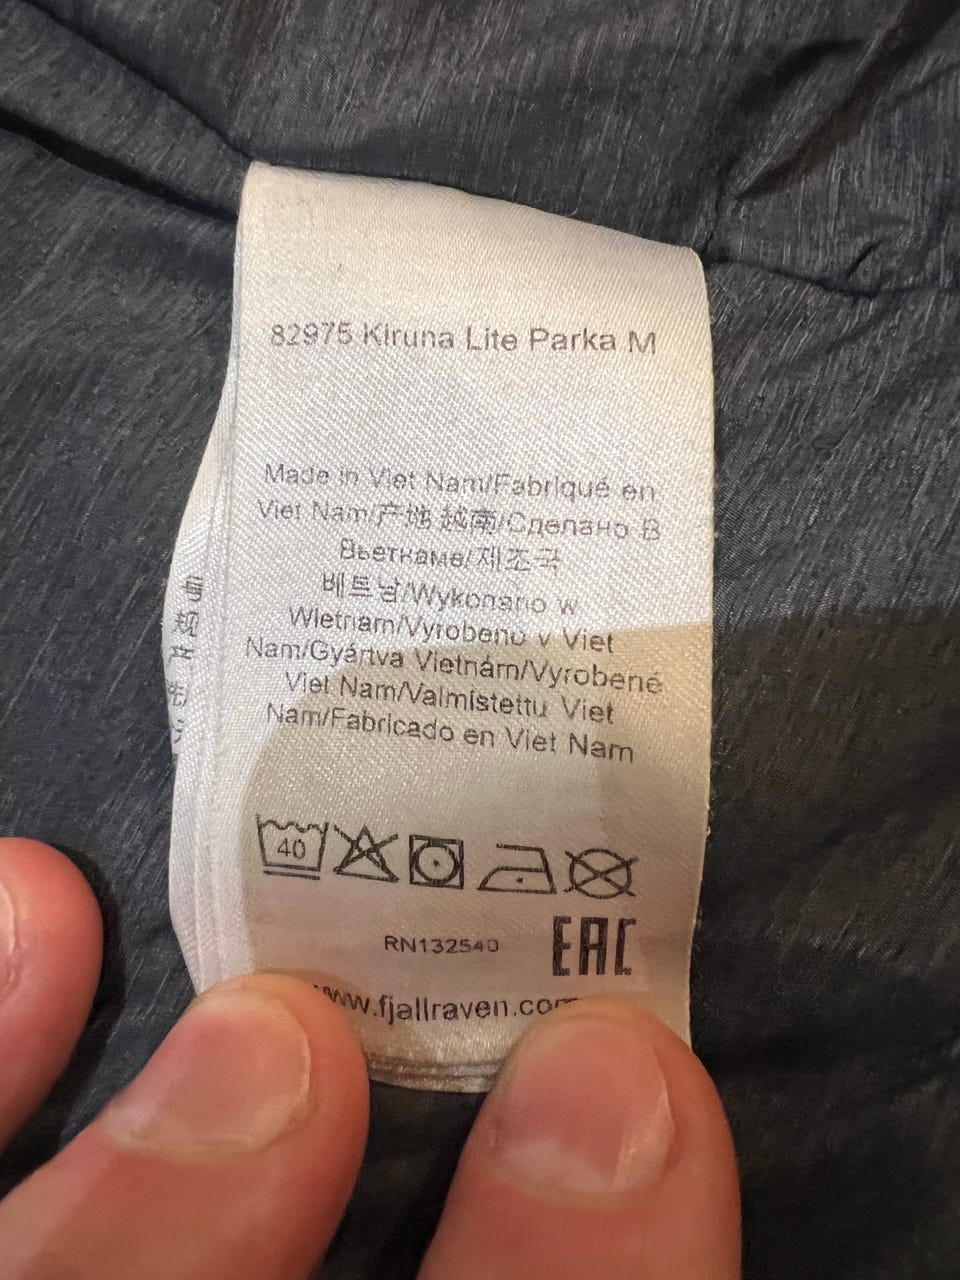 82975 Kiruna Lite Parka M
Made in Viet Nam/Fabriqué en
Viet Nam/产地 越南/Сделано В
Вьетнаме/제조국
베트남/Wykonano w
Wietnam/Vyrobeno v Viet
Nam/Gyártva Vietnám/Vyrobené
Viet Nam/Valmistettu Viet
Nam/Fabricado en Viet Nam
40
RN132540
EAC
www.fjallraven.com